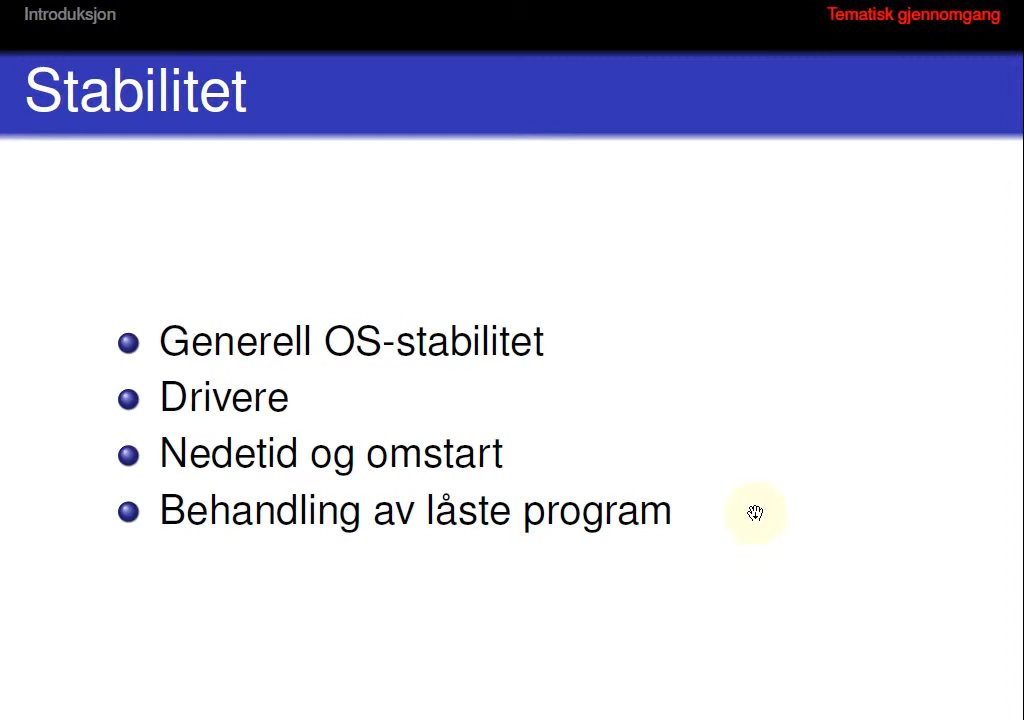 Introduksjon
Tematisk gjennomgang
Stabilitet
Generell OS-stabilitet
Drivere
Nedetid og omstart
Behandling av låste program